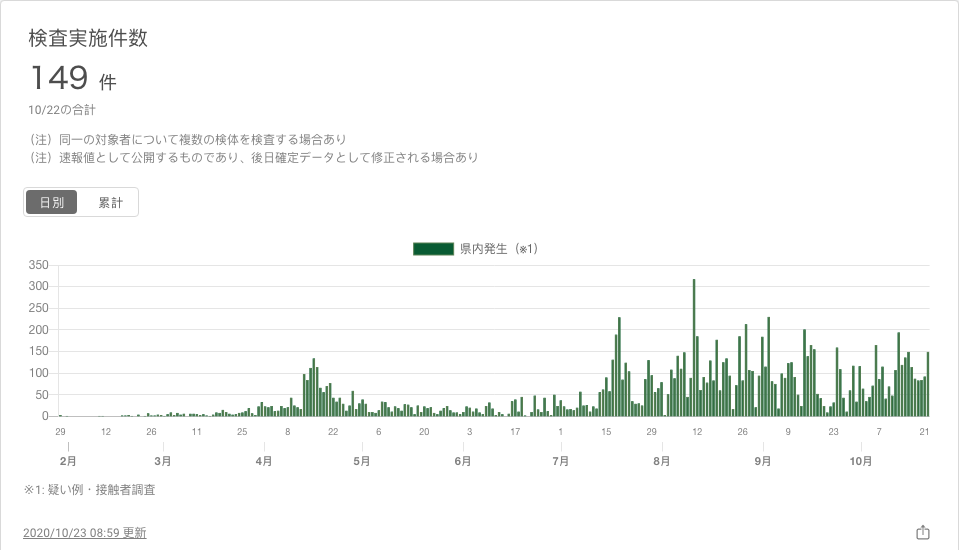 検査実施件数
149 件
10/22の合計
（注）同一の対象者について複数の検体を検査する場合あり
（注）速報値として公開するものであり、後日確定データとして修正される場合あり
日別 累計
県内発生（※1）
350
300
250
200
150
100
50
0
29 12 26 11 25 8 22 6 20 3 17 1 15 29 12 26 9 23 7 21
2月 3月 4月 5月 6月 7月 8月 9月 10月
※1: 疑い例・接触者調査
2020/10/23 08:59 更新